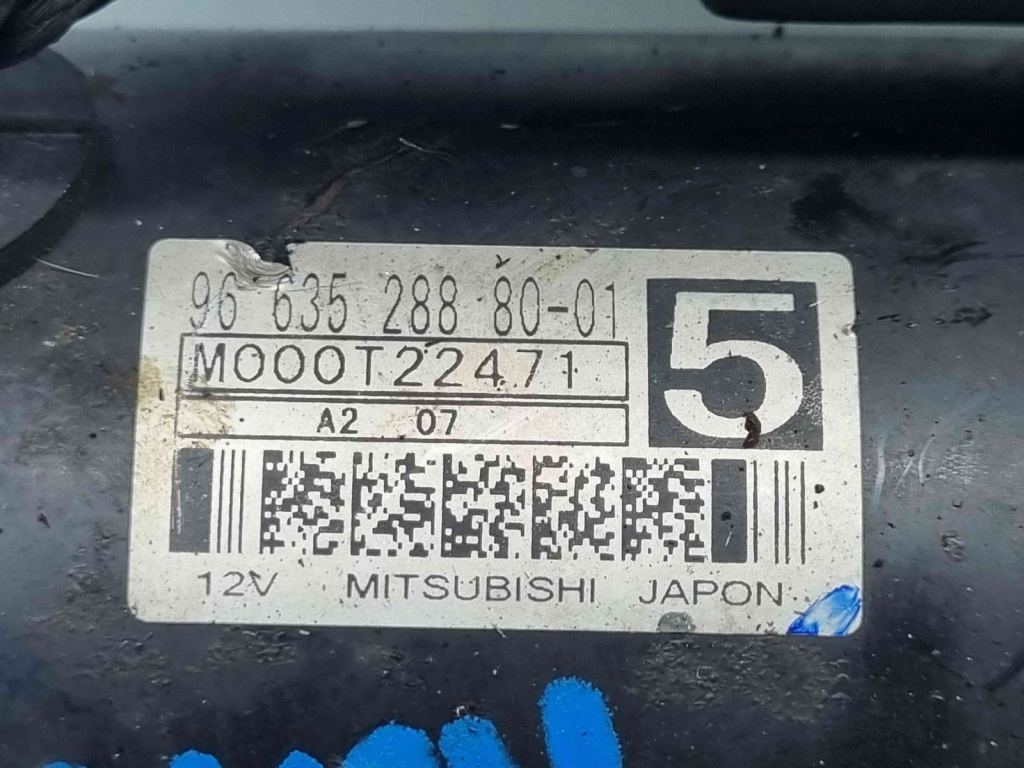 96 635 288 80-01
5
M000T22471
A2 07
12V MITSUBISHI JAPON